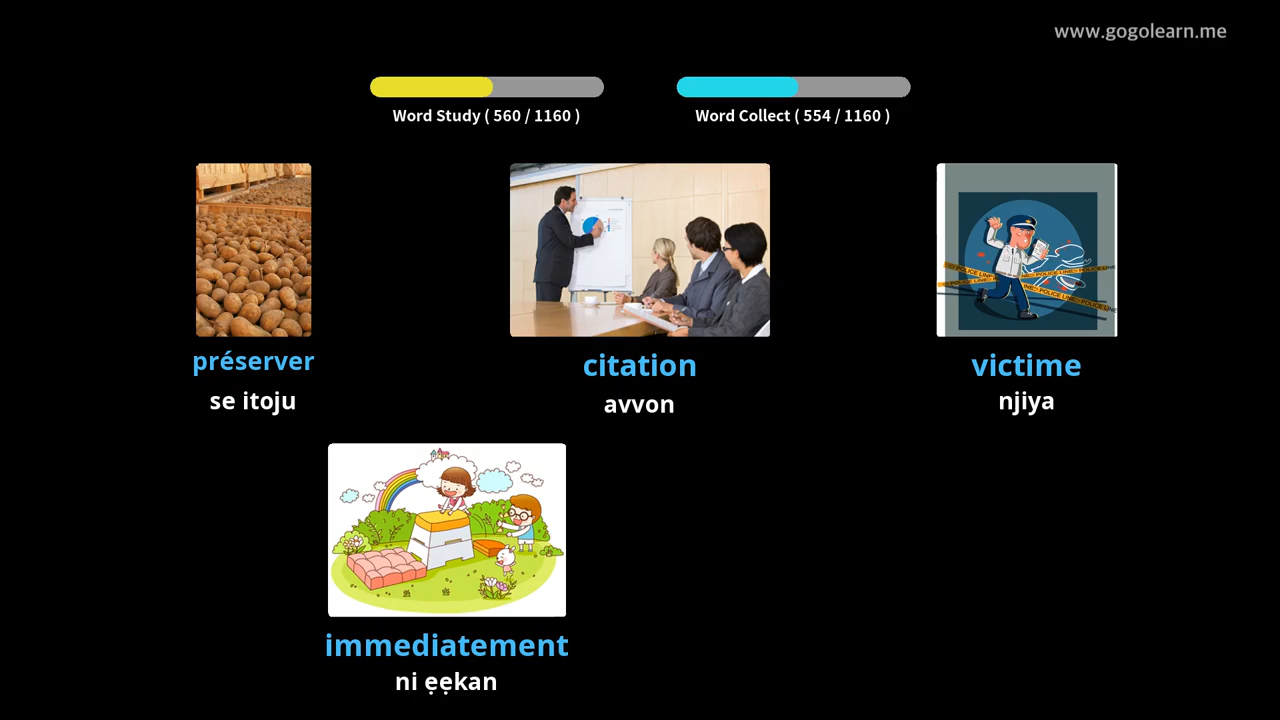 www.gogolearn.me
Word Study ( 560 / 1160 )
Word Collect ( 554 / 1160 )
préserver
se itoju
citation
avvon
victime
njiya
immediatement
ni ẹẹkan